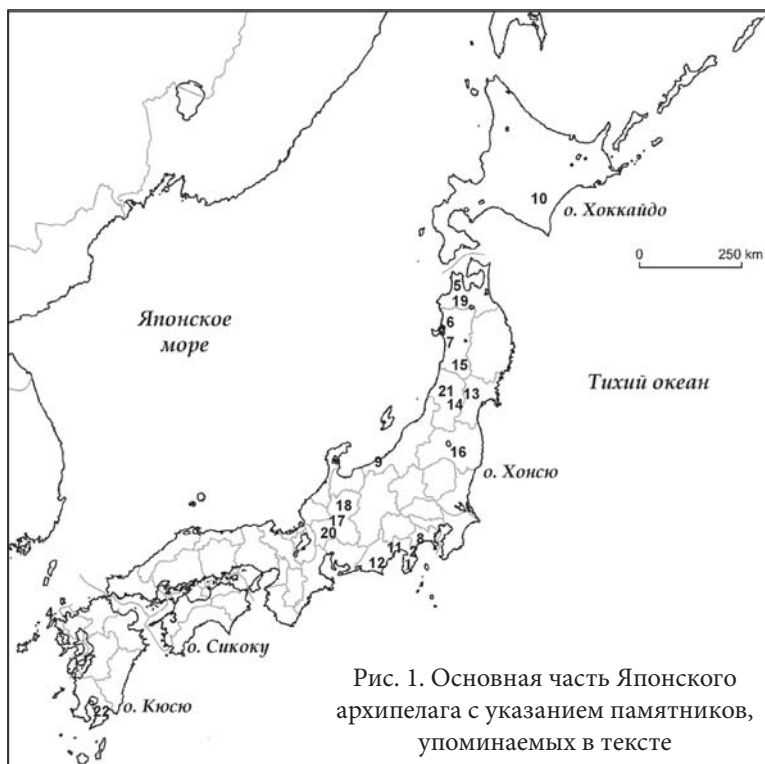 10
о. Хоккайдо
0 250 km
5
19
Японское
море
6
7
Тихий океан
15
21 13
14
16
9
о. Хонсю
18
17
20
11 8
12 1 2
4
3
о. Сикоку
22
о. Кюсю
Рис. 1. Основная часть Японского
архипелага с указанием памятников,
упоминаемых в тексте